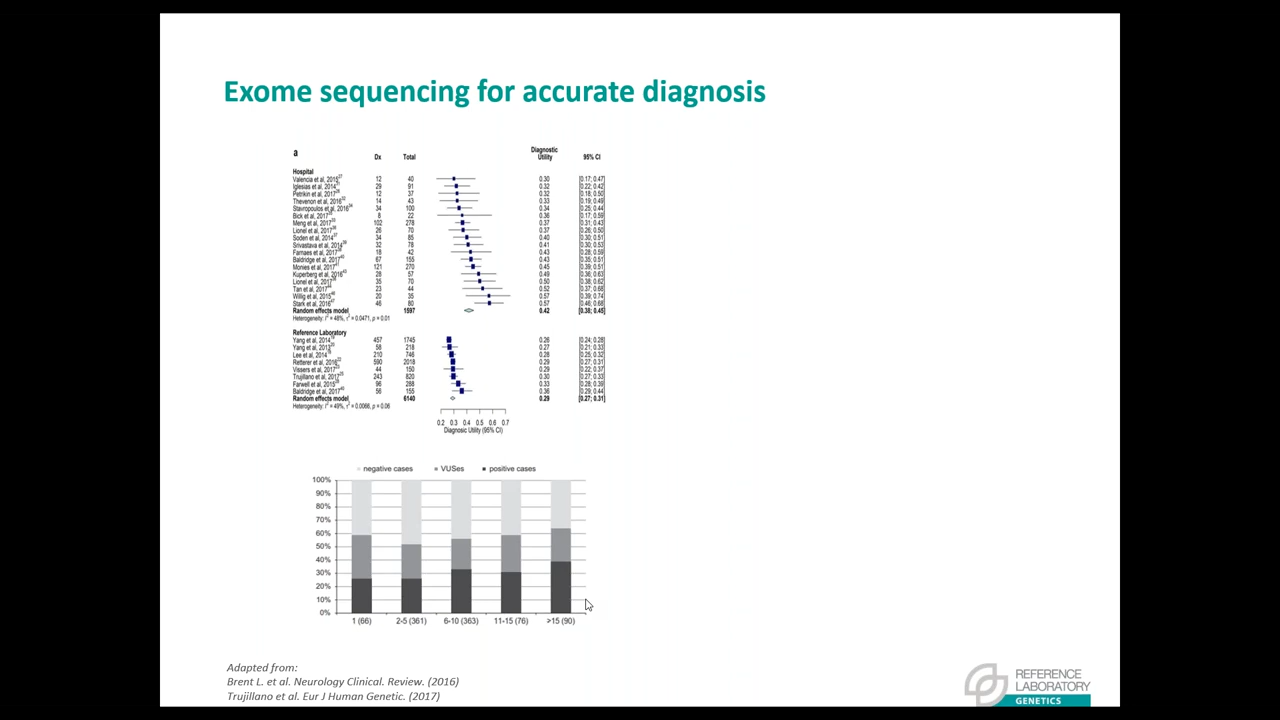 Exome sequencing for accurate diagnosis
a
Dx Total Diagnostic Utility 95% CI
Hospital
Valencia et al, 2015 12 40 0.30 [0.17; 0.47]
Iglesias et al, 2014 29 91 0.32 [0.22; 0.42]
Petrikin et al, 2017 12 37 0.32 [0.18; 0.50]
Thevenon et al, 2016 14 43 0.33 [0.19; 0.49]
Stavropoulos et al, 2016 34 100 0.34 [0.25; 0.44]
Bick et al, 2017 8 22 0.36 [0.17; 0.59]
Meng et al, 2017 102 278 0.37 [0.31; 0.43]
Lionel et al, 2017 26 70 0.37 [0.26; 0.50]
Soden et al, 2014 34 85 0.40 [0.30; 0.51]
Srivastava et al, 2014 32 78 0.41 [0.30; 0.53]
Farnaes et al, 2017 18 42 0.43 [0.28; 0.59]
Baldridge et al, 2017 67 155 0.43 [0.35; 0.51]
Monies et al, 2017 121 270 0.45 [0.39; 0.51]
Kuperberg et al, 2016 28 57 0.49 [0.36; 0.63]
Lionel et al, 2017 35 70 0.50 [0.38; 0.62]
Tan et al, 2017 23 44 0.52 [0.37; 0.68]
Willig et al, 2015 20 35 0.57 [0.39; 0.74]
Stark et al, 2016 46 80 0.57 [0.46; 0.68]
Random effects model 1597 0.42 [0.38; 0.45]
Heterogeneity: I² = 48%, τ² = 0.0471, p = 0.01
Reference Laboratory
Yang et al, 2014 457 1745 0.26 [0.24; 0.28]
Yang et al, 2013 58 218 0.27 [0.21; 0.33]
Lee et al, 2014 210 746 0.28 [0.25; 0.32]
Retterer et al, 2016 590 2018 0.29 [0.27; 0.31]
Vissers et al, 2017 44 150 0.29 [0.22; 0.37]
Trujillano et al, 2017 243 820 0.30 [0.27; 0.33]
Farwell et al, 2015 96 288 0.33 [0.28; 0.39]
Baldridge et al, 2017 56 155 0.36 [0.29; 0.44]
Random effects model 6140 0.29 [0.27; 0.31]
Heterogeneity: I² = 49%, τ² = 0.0066, p = 0.06
0.2 0.3 0.4 0.5 0.6 0.7
Diagnosic Utility (95% CI)
negative cases VUSes positive cases
100%
90%
80%
70%
60%
50%
40%
30%
20%
10%
0%
1 (66) 2-5 (361) 6-10 (363) 11-15 (76) >15 (90)
Adapted from:
Brent L. et al. Neurology Clinical. Review. (2016)
Trujillano et al. Eur J Human Genetic. (2017)
REFERENCE
LABORATORY
GENETICS